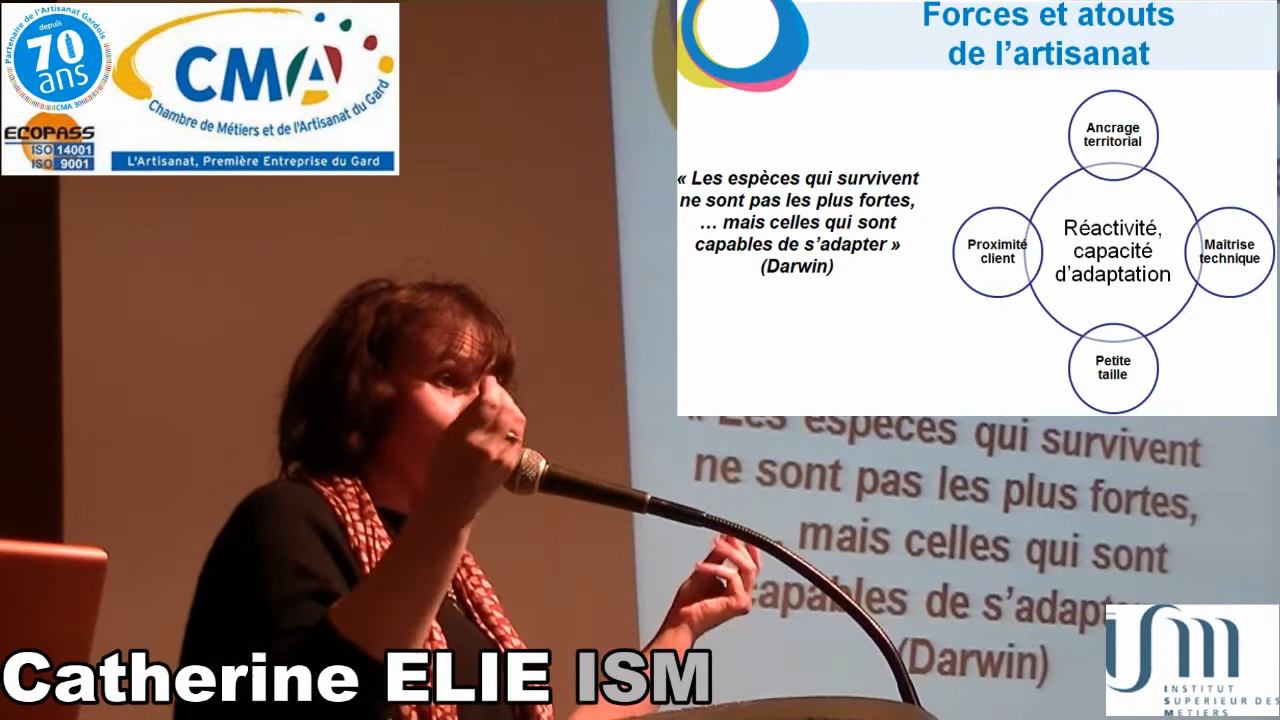 Partenaire de l'Artisanat Gardois
depuis
70
ans
CMA 30
ECOPASS
ISO 14001
ISO 9001
CMA
Chambre de Métiers et de l'Artisanat du Gard
L'Artisanat, Première Entreprise du Gard
Forces et atouts
de l'artisanat
« Les espèces qui survivent
ne sont pas les plus fortes,
… mais celles qui sont
capables de s'adapter »
(Darwin)
Ancrage
territorial
Proximité
client
Réactivité,
capacité
d'adaptation
Maîtrise
technique
Petite
taille
« Les espèces qui survivent
ne sont pas les plus fortes,
mais celles qui sont
capables de s'adapt
(Darwin)
Catherine ELIE ISM
ism
INSTITUT
SUPERIEUR DES
METIERS